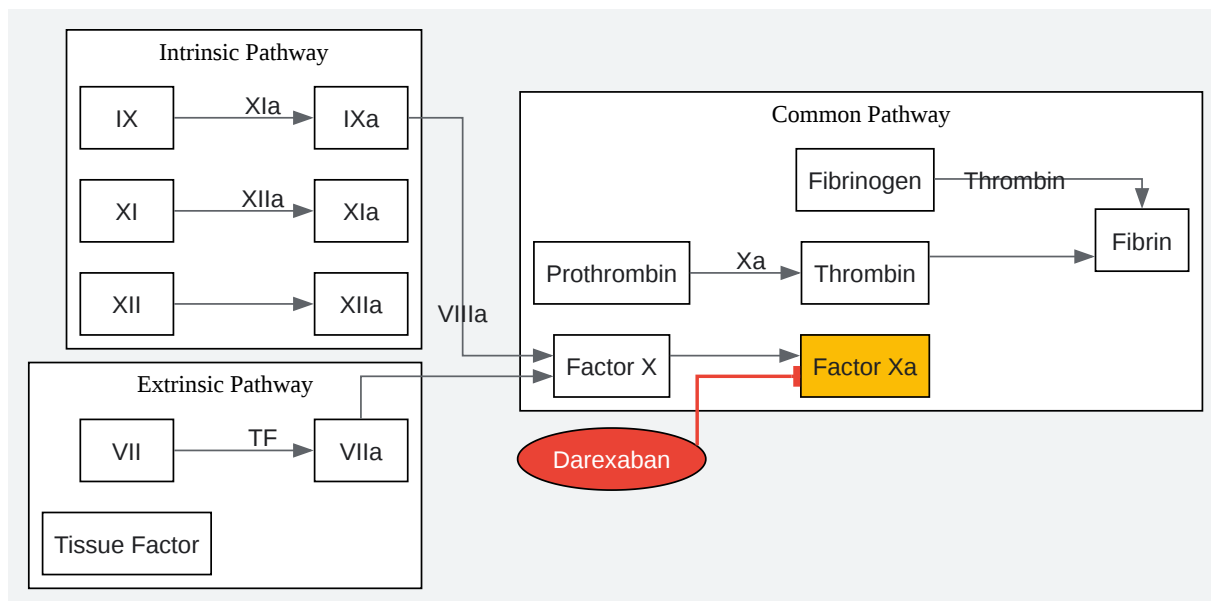 Intrinsic Pathway
IX
XIa
IXa
XI
XIIa
XIa
XII
XIIa
VIIIa
Extrinsic Pathway
VII
TF
VIIa
Tissue Factor
Common Pathway
Fibrinogen
Thrombin
Fibrin
Prothrombin
Xa
Thrombin
Factor X
Factor Xa
Darexaban